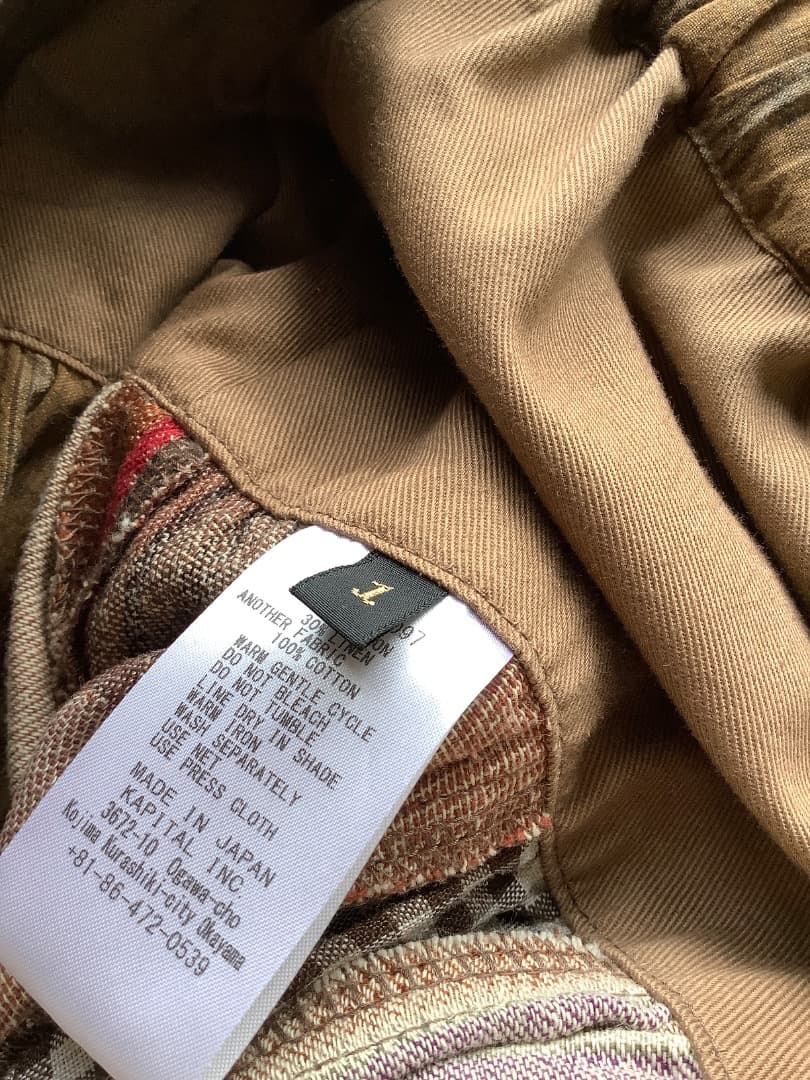 1
LINEN
ANOTHER FABRIC
100% COTTON
WARM GENTLE CYCLE
DO NOT BLEACH
DO NOT TUMBLE
LINE DRY IN SHADE
WARM IRON
WASH SEPARATELY
USE NET
USE PRESS CLOTH
MADE IN JAPAN
KAPITAL INC
3672-10 Ogawa-cho
Kojima Kurashiki-city Okayama
+81-86-472-0539